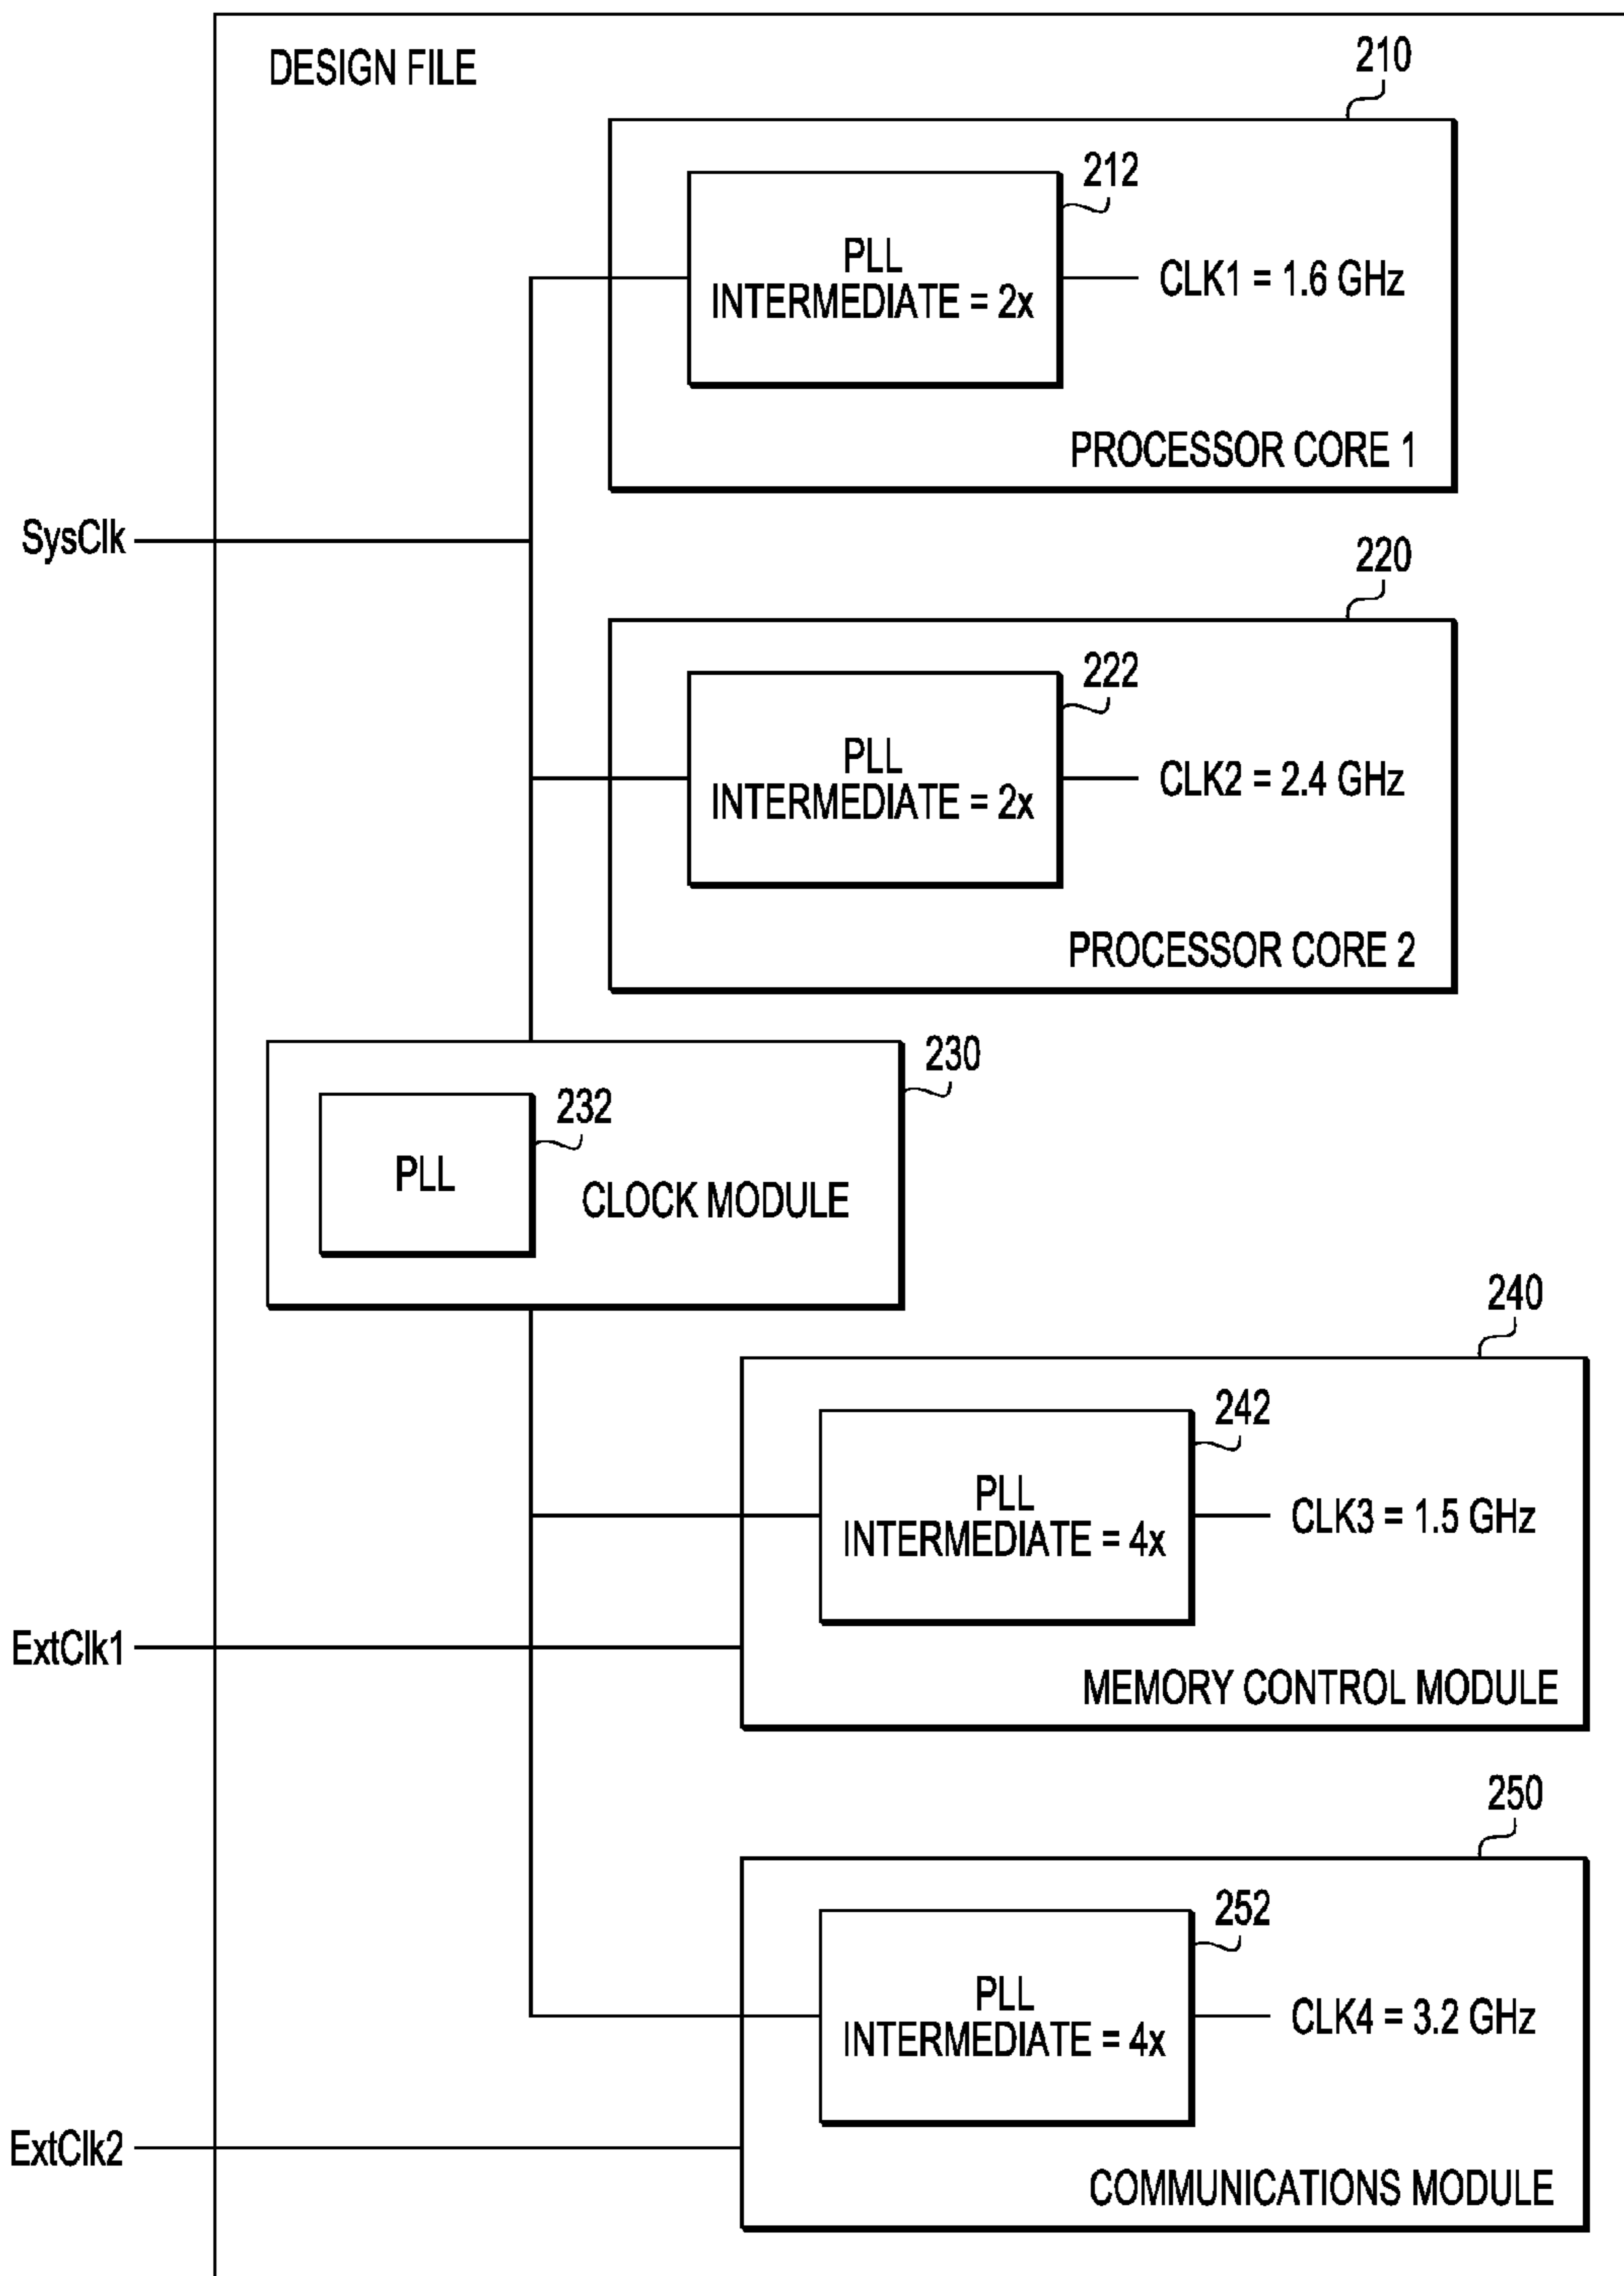 DESIGN FILE
210
212
PLL
INTERMEDIATE = 2x
CLK1 = 1.6 GHz
PROCESSOR CORE 1
SysClk
220
222
PLL
INTERMEDIATE = 2x
CLK2 = 2.4 GHz
PROCESSOR CORE 2
230
232
PLL
CLOCK MODULE
240
242
PLL
INTERMEDIATE = 4x
CLK3 = 1.5 GHz
ExtClk1
MEMORY CONTROL MODULE
250
252
PLL
INTERMEDIATE = 4x
CLK4 = 3.2 GHz
ExtClk2
COMMUNICATIONS MODULE